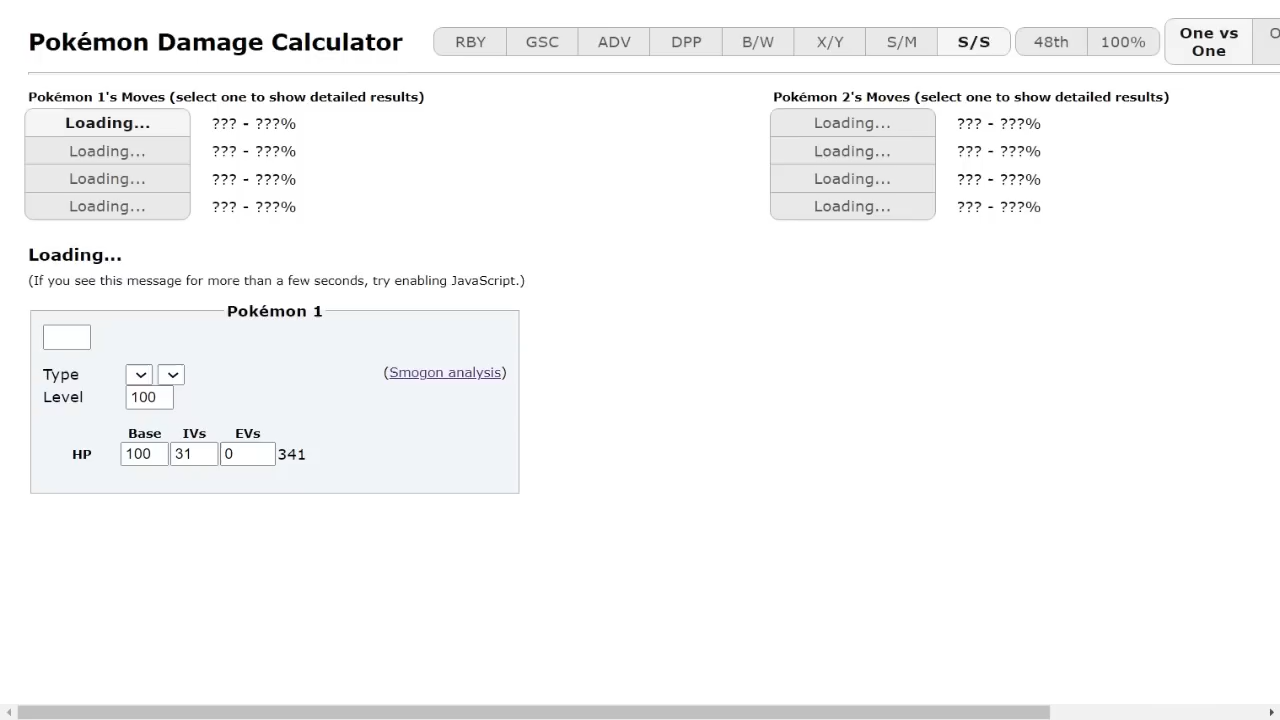 Pokémon Damage Calculator
RBY GSC ADV DPP B/W X/Y S/M S/S 48th 100% One vs One
Pokémon 1's Moves (select one to show detailed results)
Loading... ??? - ???%
Loading... ??? - ???%
Loading... ??? - ???%
Loading... ??? - ???%
Pokémon 2's Moves (select one to show detailed results)
Loading... ??? - ???%
Loading... ??? - ???%
Loading... ??? - ???%
Loading... ??? - ???%
Loading...
(If you see this message for more than a few seconds, try enabling JavaScript.)
Pokémon 1
Type (Smogon analysis)
Level 100
Base IVs EVs
HP 100 31 0 341